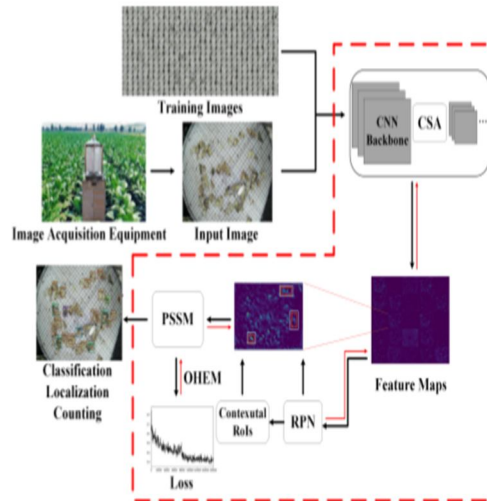 Training Images
CNN
Backbone
CSA
...
Image Acquisition Equipment
Input Image
PSSM
Classification
Localization
Counting
OHEM
Contexutal
RoIs
RPN
Feature Maps
Loss